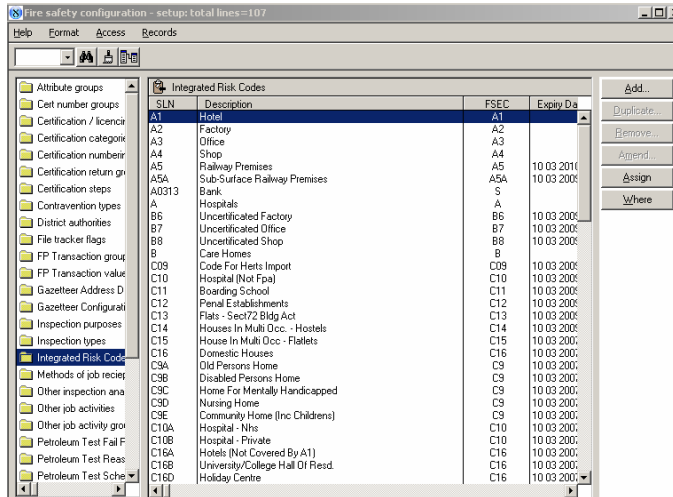 Fire safety configuration - setup: total lines=107
Help Format Access Records
Attribute groups
Cert number groups
Certification / licencin
Certification categorie
Certification numberin
Certification return gr
Certification steps
Contravention types
District authorities
File tracker flags
FP Transaction group
FP Transaction value
Gazetteer Address D
Gazetteer Configurati
Inspection purposes
Inspection types
Integrated Risk Code
Methods of job reciep
Other inspection ana
Other job activities
Other job activity grou
Petroleum Test Fail F
Petroleum Test Reas
Petroleum Test Sche
Integrated Risk Codes
SLN Description FSEC Expiry Da
A1 Hotel A1
A2 Factory A2
A3 Office A3
A4 Shop A4
A5 Railway Premises A5 10 03 2010
A5A Sub-Surface Railway Premises A5A 10 03 2009
A0313 Bank S
A Hospitals A
B6 Uncertificated Factory B6 10 03 2009
B7 Uncertificated Office B7 10 03 2009
B8 Uncertificated Shop B8 10 03 2009
B Care Homes B
C09 Code For Herts Import C09 10 03 2009
C10 Hospital (Not Fpa) C10 10 03 2009
C11 Boarding School C11 10 03 2009
C12 Penal Establishments C12 10 03 2009
C13 Flats - Sect72 Bldg Act C13 10 03 2009
C14 Houses In Multi Occ. - Hostels C14 10 03 2009
C15 House In Multi Occ - Flatlets C15 10 03 2007
C16 Domestic Houses C16 10 03 2007
C9A Old Persons Home C9 10 03 2007
C9B Disabled Persons Home C9 10 03 2007
C9C Home For Mentally Handicapped C9 10 03 2007
C9D Nursing Home C9 10 03 2007
C9E Community Home (Inc Childrens) C9 10 03 2007
C10A Hospital - Nhs C10 10 03 2007
C10B Hospital - Private C10 10 03 2007
C16A Hotels (Not Covered By A1) C16 10 03 2007
C16B University/College Hall Of Resd. C16 10 03 2007
C16D Holiday Centre C16 10 03 2007
Add...
Duplicate...
Remove...
Amend...
Assign
Where